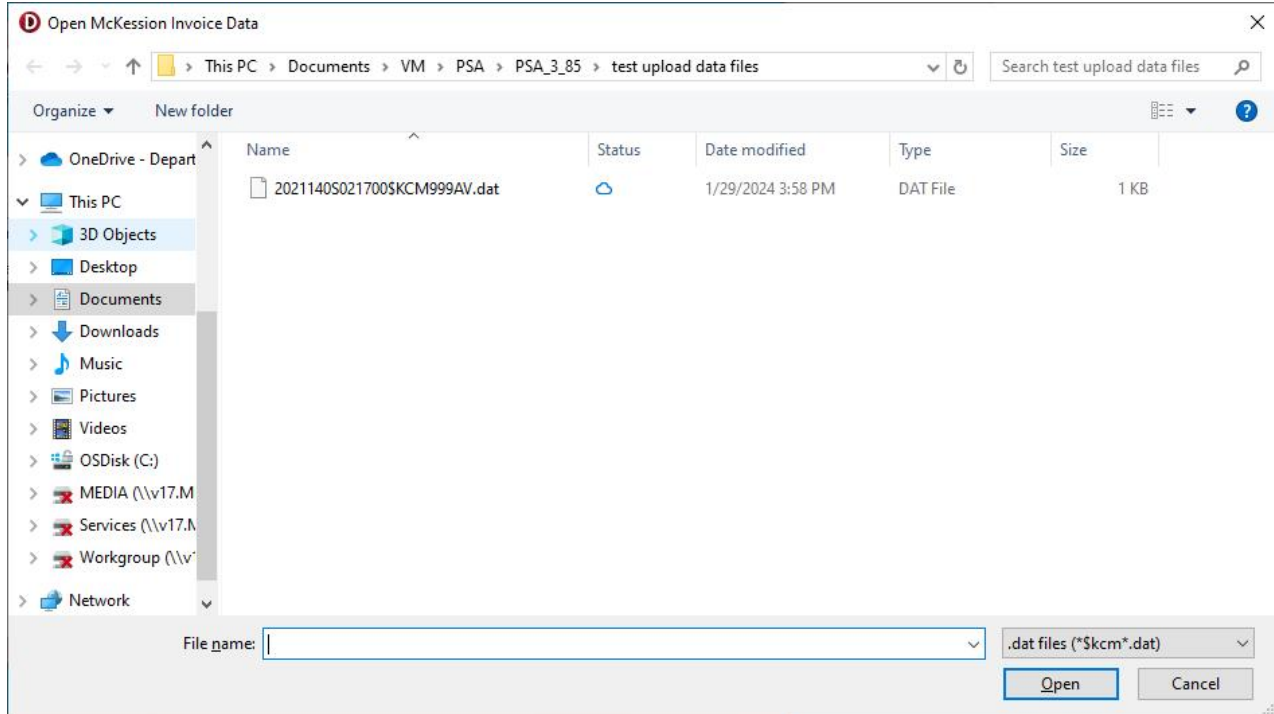 Open McKession Invoice Data
This PC > Documents > VM > PSA > PSA_3_85 > test upload data files
Search test upload data files
Organize
New folder
Name Status Date modified Type Size
2021140S021700$KCM999AV.dat 1/29/2024 3:58 PM DAT File 1 KB
OneDrive - Depart
This PC
3D Objects
Desktop
Documents
Downloads
Music
Pictures
Videos
OSDisk (C:)
MEDIA (\\v17.M
Services (\\v17.
Workgroup (\\v
Network
File name:
.dat files (*$kcm*.dat)
Open
Cancel